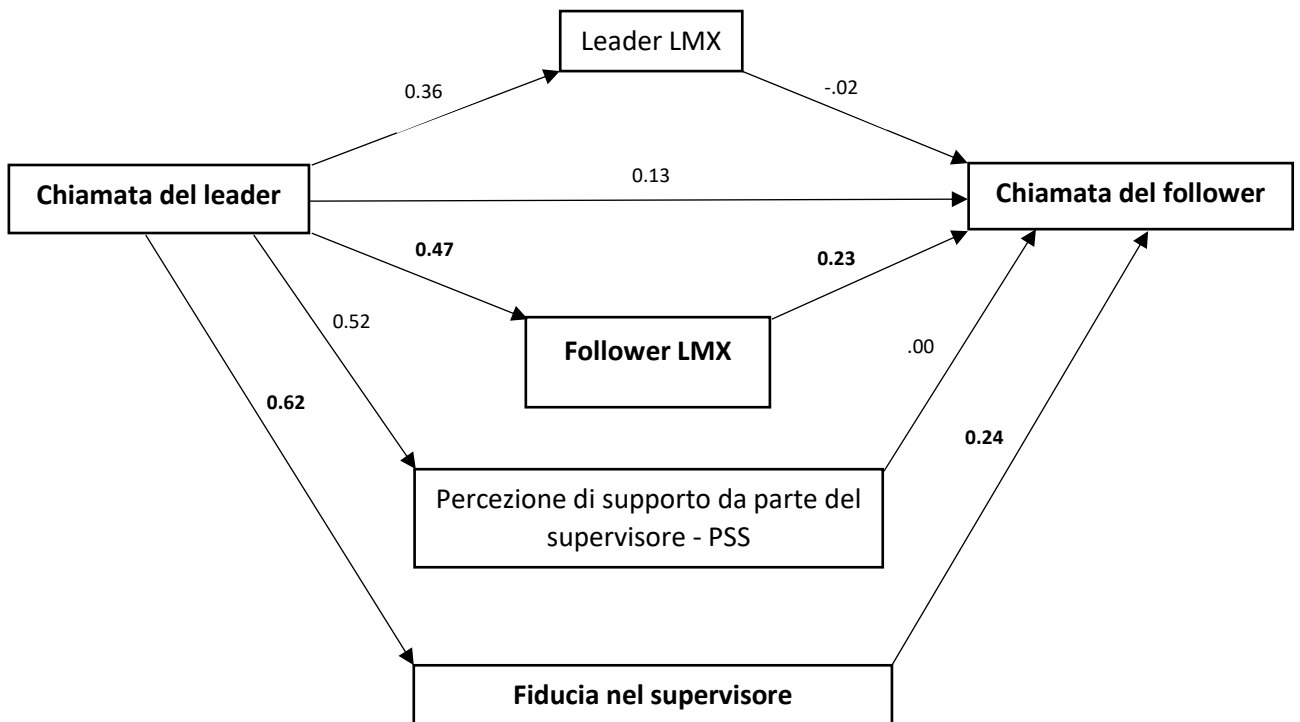 Leader LMX
0.36
-.02
Chiamata del leader
0.13
Chiamata del follower
0.47
0.23
Follower LMX
0.52
.00
0.62
0.24
Percezione di supporto da parte del
supervisore - PSS
Fiducia nel supervisore